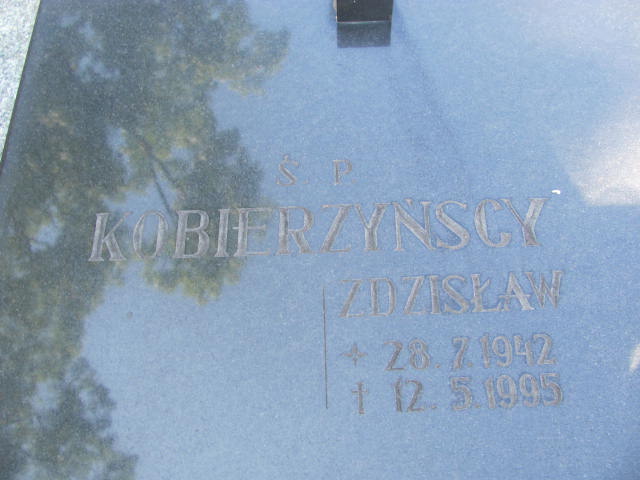 Ś P.
KOBIERZYŃSCY
ZDZISŁAW
+ 28.7.1942
† 12.5.1995